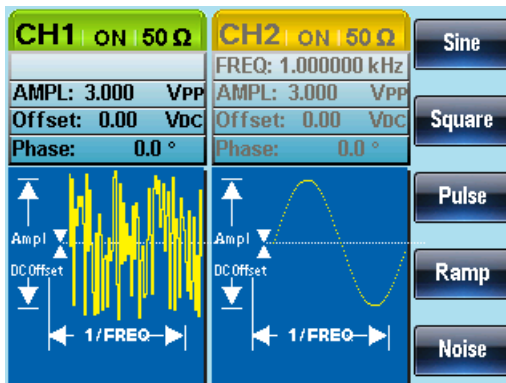 CH1 ON 50 Ω
AMPL: 3.000 VPP
Offset: 0.00 VDC
Phase: 0.0 °
Ampl
DC Offset
1/FREQ
CH2 ON 50 Ω
FREQ: 1.000000 kHz
AMPL: 3.000 VPP
Offset: 0.00 VDC
Phase: 0.0 °
Ampl
DC Offset
1/FREQ
Sine
Square
Pulse
Ramp
Noise